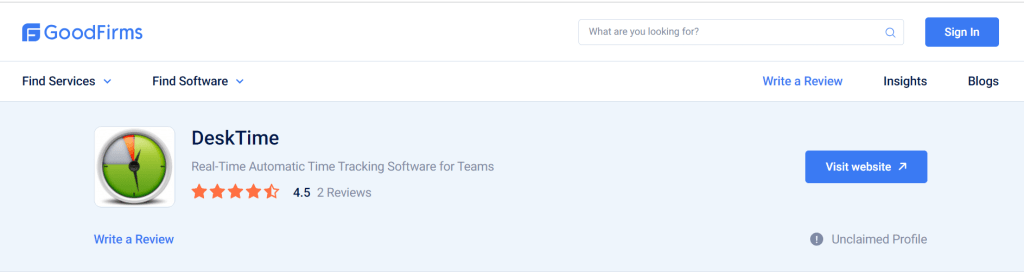 GoodFirms
What are you looking for?
Sign In
Find Services
Find Software
Write a Review
Insights
Blogs
DeskTime
Real-Time Automatic Time Tracking Software for Teams
4.5 2 Reviews
Visit website
Write a Review
Unclaimed Profile